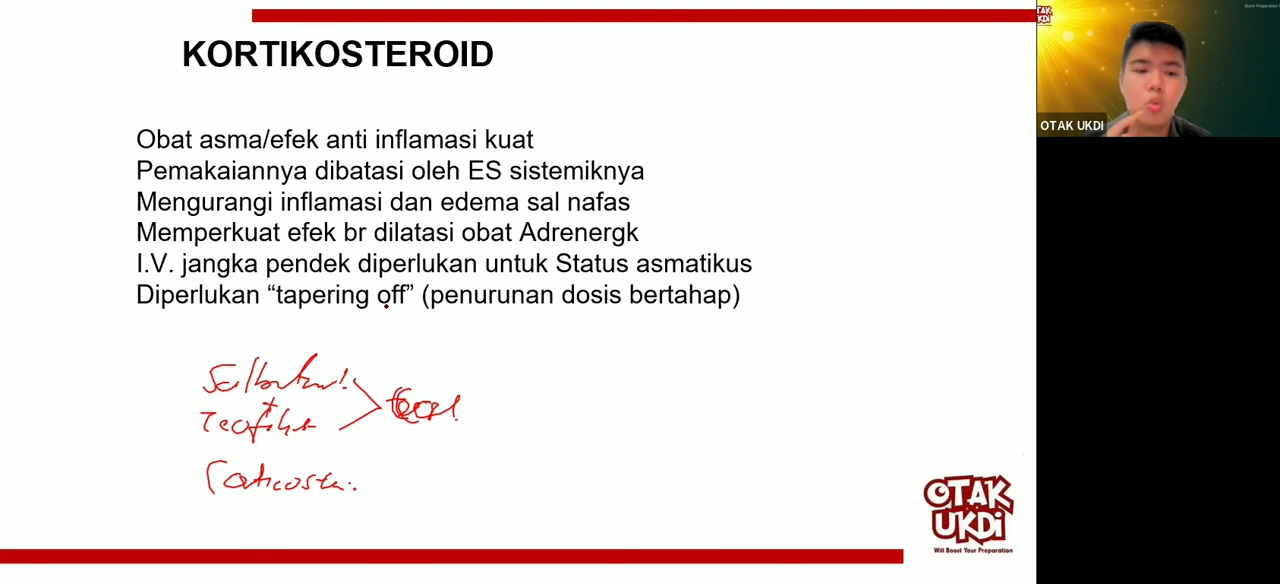 KORTIKOSTEROID
Obat asma/efek anti inflamasi kuat
Pemakaiannya dibatasi oleh ES sistemiknya
Mengurangi inflamasi dan edema sal nafas
Memperkuat efek br dilatasi obat Adrenergk
I.V. jangka pendek diperlukan untuk Status asmatikus
Diperlukan “tapering off” (penurunan dosis bertahap)
+
OTAK UKDI
OTAK
UKDI
Will Boost Your Preparation